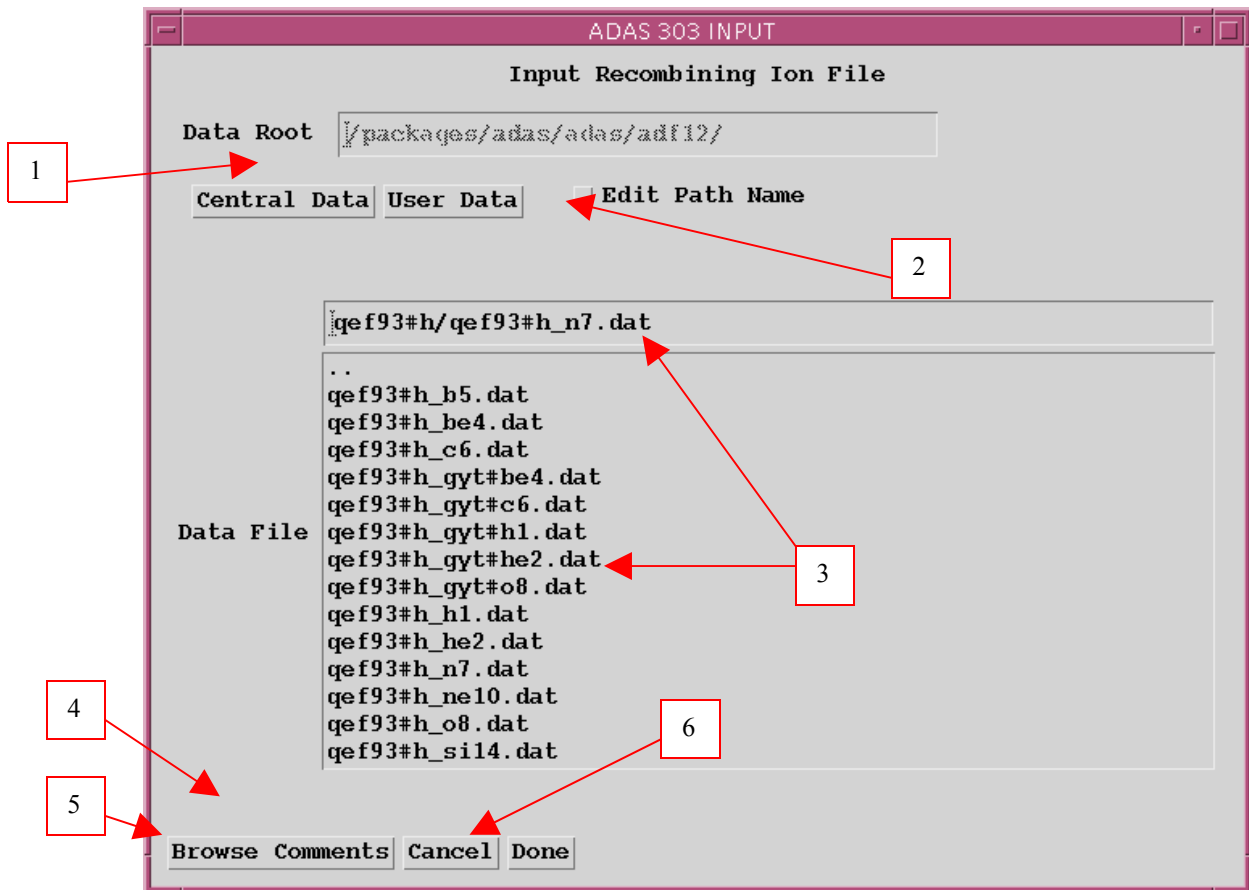 ADAS 303 INPUT
Input Recombining Ion File
Data Root /packages/adas/adas/adf12/
1
Central Data User Data Edit Path Name
2
qef93#h/qef93#h_n7.dat
..
qef93#h_b5.dat
qef93#h_be4.dat
qef93#h_c6.dat
qef93#h_gyt#be4.dat
qef93#h_gyt#c6.dat
Data File qef93#h_gyt#h1.dat
qef93#h_gyt#he2.dat
3
qef93#h_gyt#o8.dat
qef93#h_h1.dat
qef93#h_he2.dat
qef93#h_n7.dat
qef93#h_ne10.dat
4
qef93#h_o8.dat
6
qef93#h_si14.dat
5
Browse Comments Cancel Done